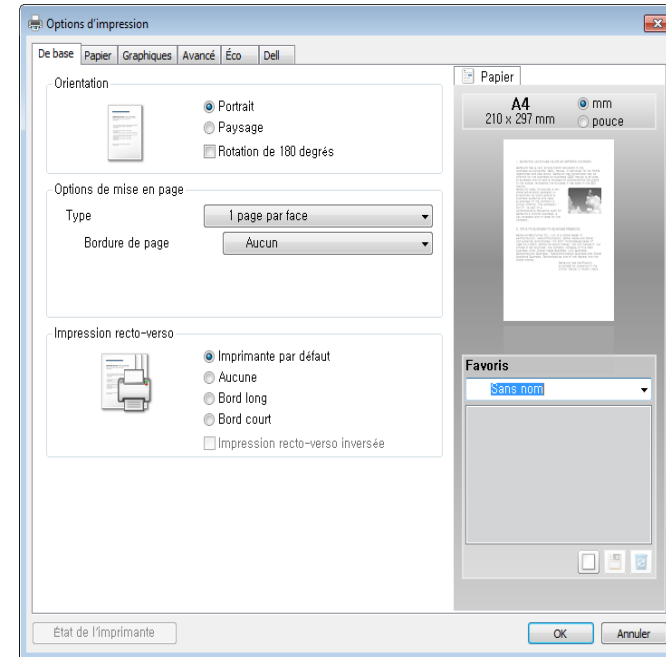 Options d'impression
De base Papier Graphiques Avancé Éco Dell
Orientation
Portrait
Paysage
Rotation de 180 degrés
Options de mise en page
Type 1 page par face
Bordure de page Aucun
Impression recto-verso
Imprimante par défaut
Aucune
Bord long
Bord court
Impression recto-verso inversée
Papier
A4
210 x 297 mm
mm
pouce
Favoris
Sans nom
État de l'imprimante
OK Annuler